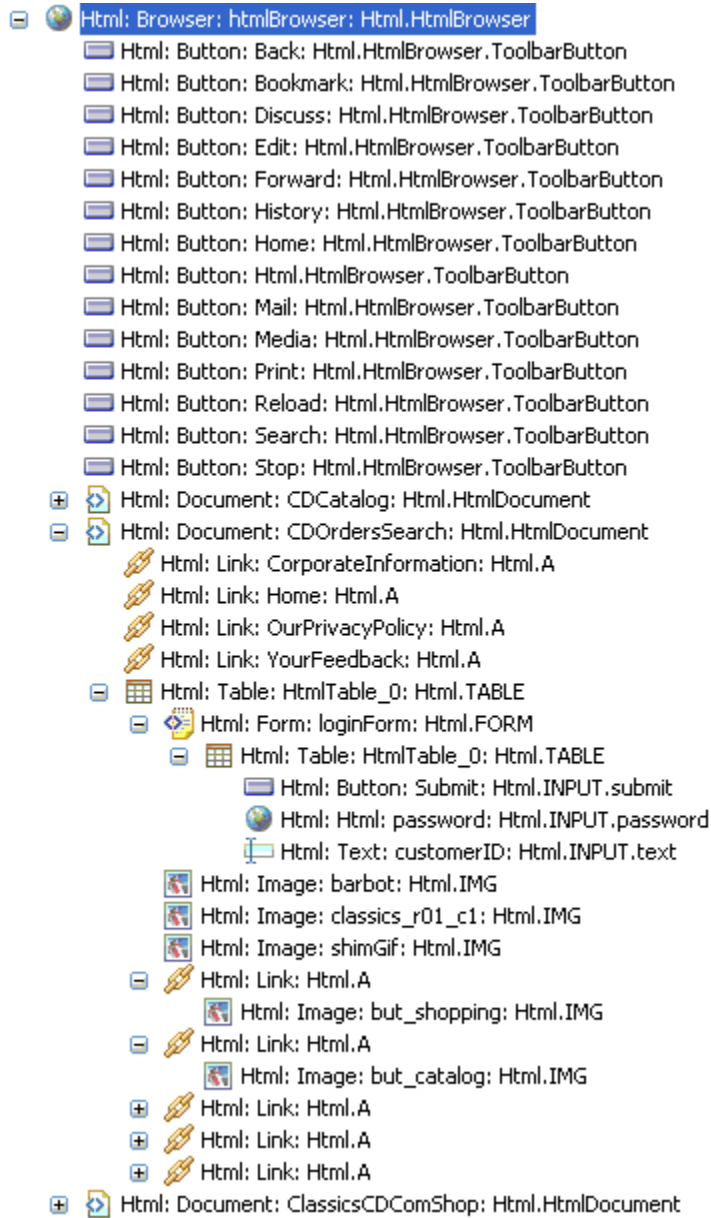 Html: Browser: htmlBrowser: Html.HtmlBrowser
Html: Button: Back: Html.HtmlBrowser.ToolbarButton
Html: Button: Bookmark: Html.HtmlBrowser.ToolbarButton
Html: Button: Discuss: Html.HtmlBrowser.ToolbarButton
Html: Button: Edit: Html.HtmlBrowser.ToolbarButton
Html: Button: Forward: Html.HtmlBrowser.ToolbarButton
Html: Button: History: Html.HtmlBrowser.ToolbarButton
Html: Button: Home: Html.HtmlBrowser.ToolbarButton
Html: Button: Html.HtmlBrowser.ToolbarButton
Html: Button: Mail: Html.HtmlBrowser.ToolbarButton
Html: Button: Media: Html.HtmlBrowser.ToolbarButton
Html: Button: Print: Html.HtmlBrowser.ToolbarButton
Html: Button: Reload: Html.HtmlBrowser.ToolbarButton
Html: Button: Search: Html.HtmlBrowser.ToolbarButton
Html: Button: Stop: Html.HtmlBrowser.ToolbarButton
Html: Document: CDCatalog: Html.HtmlDocument
Html: Document: CDOrdersSearch: Html.HtmlDocument
Html: Link: CorporateInformation: Html.A
Html: Link: Home: Html.A
Html: Link: OurPrivacyPolicy: Html.A
Html: Link: YourFeedback: Html.A
Html: Table: HtmlTable_0: Html.TABLE
Html: Form: loginForm: Html.FORM
Html: Table: HtmlTable_0: Html.TABLE
Html: Button: Submit: Html.INPUT.submit
Html: Html: password: Html.INPUT.password
Html: Text: customerID: Html.INPUT.text
Html: Image: barbot: Html.IMG
Html: Image: classics_r01_c1: Html.IMG
Html: Image: shimGif: Html.IMG
Html: Link: Html.A
Html: Image: but_shopping: Html.IMG
Html: Link: Html.A
Html: Image: but_catalog: Html.IMG
Html: Link: Html.A
Html: Link: Html.A
Html: Link: Html.A
Html: Document: ClassicsCDComShop: Html.HtmlDocument